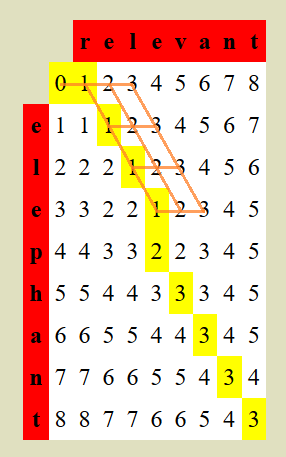 r e l e v a n t
0 1 2 3 4 5 6 7 8
e 1 1 1 2 3 4 5 6 7
l 2 2 2 1 2 3 4 5 6
e 3 3 2 2 1 2 3 4 5
p 4 4 3 3 2 2 3 4 5
h 5 5 4 4 3 3 3 4 5
a 6 6 5 5 4 4 3 4 5
n 7 7 6 6 5 5 4 3 4
t 8 8 7 7 6 6 5 4 3